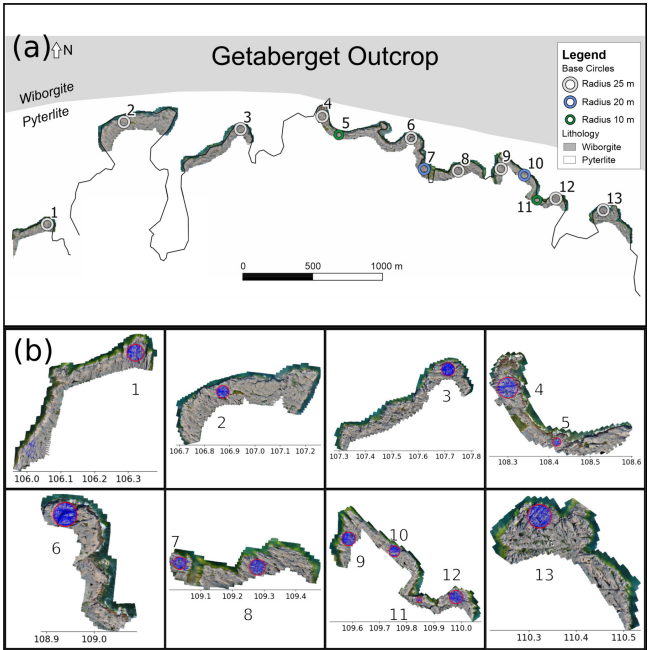 (a) N
Getaberget Outcrop
Wiborgite
Pyterlite
Legend
Base Circles
Radius 25 m
Radius 20 m
Radius 10 m
Lithology
Wiborgite
Pyterlite
1
2
3
4
5
6
7
8
9
10
11
12
13
0 500 1000 m
(b)
1
106.0 106.1 106.2 106.3
2
106.7 106.8 106.9 107.0 107.1 107.2
3
107.3 107.4 107.5 107.6 107.7 107.8
4
5
108.3 108.4 108.5 108.6
6
108.9 109.0
7
8
109.1 109.2 109.3 109.4
9
10
11
12
109.6 109.7 109.8 109.9 110.0
13
110.3 110.4 110.5